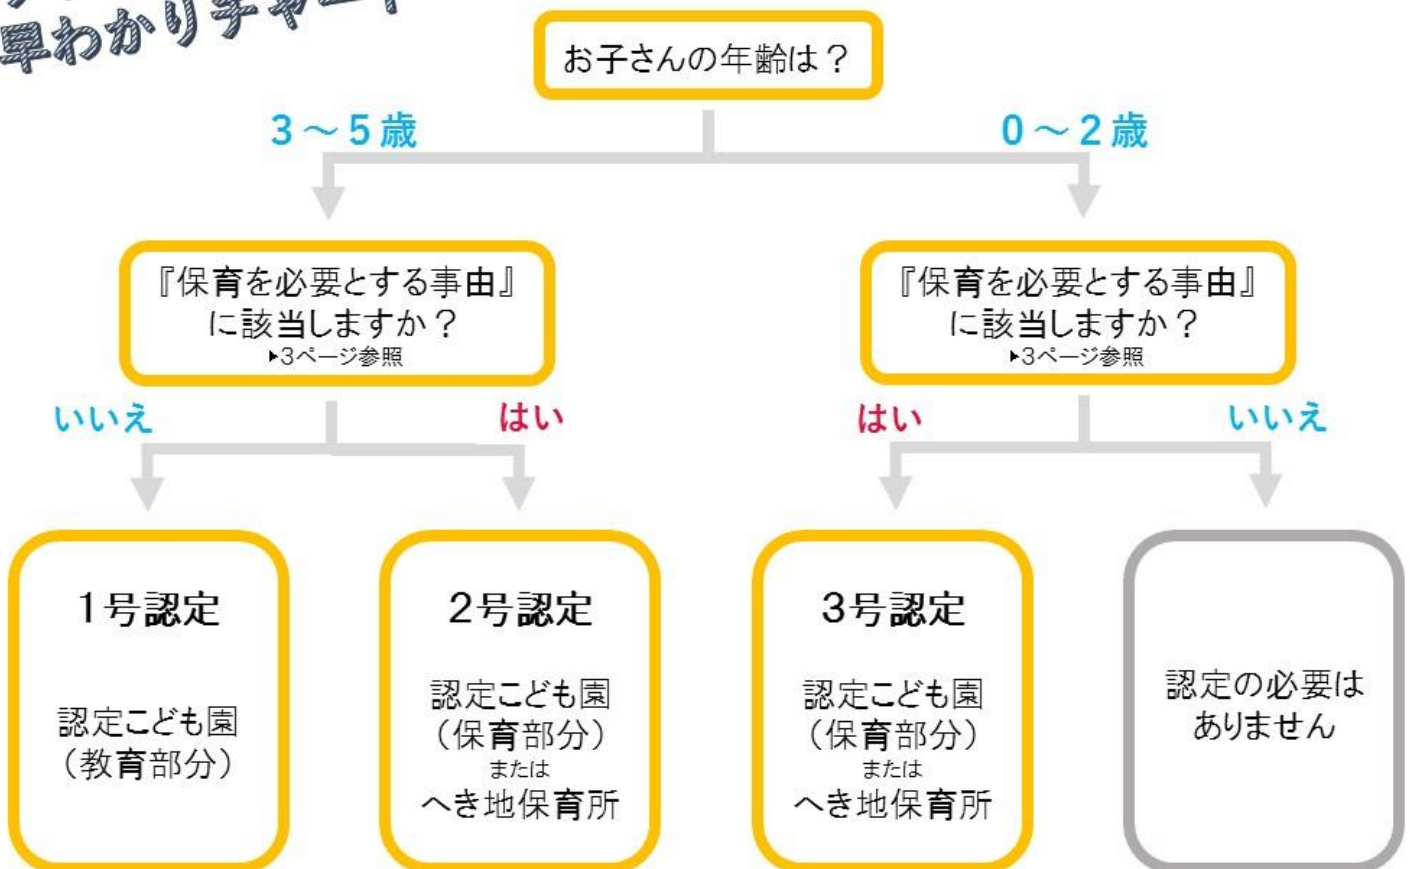 早わかりチャート
お子さんの年齢は？
3～5歳
0～2歳
『保育を必要とする事由』
に該当しますか？
▶3ページ参照
『保育を必要とする事由』
に該当しますか？
▶3ページ参照
いいえ
はい
はい
いいえ
1号認定
認定こども園
（教育部分）
2号認定
認定こども園
（保育部分）
または
へき地保育所
3号認定
認定こども園
（保育部分）
または
へき地保育所
認定の必要は
ありません